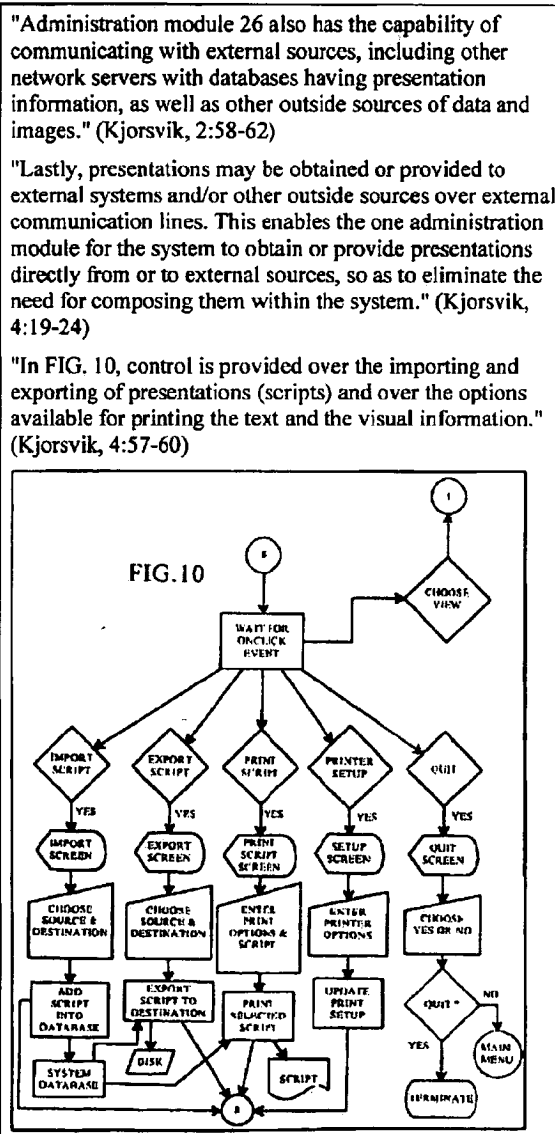 "Administration module 26 also has the capability of
communicating with external sources, including other
network servers with databases having presentation
information, as well as other outside sources of data and
images." (Kjorsvik, 2:58-62)
"Lastly, presentations may be obtained or provided to
external systems and/or other outside sources over external
communication lines. This enables the one administration
module for the system to obtain or provide presentations
directly from or to external sources, so as to eliminate the
need for composing them within the system." (Kjorsvik,
4:19-24)
"In FIG. 10, control is provided over the importing and
exporting of presentations (scripts) and over the options
available for printing the text and the visual information."
(Kjorsvik, 4:57-60)
1
FIG.10
CHOOSE
VIEW
WAIT FOR
ONCLICK
EVENT
IMPORT
SCRIPT
EXPORT
SCRIPT
PRINT
SCRIPT
PRINTER
SETUP
QUIT
YES
YES
YES
YES
YES
IMPORT
SCREEN
EXPORT
SCREEN
PRINT
SCRIPT
SCREEN
SETUP
SCREEN
QUIT
SCREEN
CHOOSE
SOURCE &
DESTINATION
CHOOSE
SOURCE &
DESTINATION
ENTER
PRINT
OPTIONS &
SCRIPT
ENTER
PRINTER
OPTIONS
CHOOSE
YES OR NO
ADD
SCRIPT
INTO
DATABASE
EXPORT
SCRIPT TO
DESTINATION
PRINT
SELECTED
SCRIPT
UPDATE
PRINT
SETUP
QUIT
NO
YES
MAIN
MENU
SYSTEM
DATABASE
DISK
SCRIPT
TERMINATE